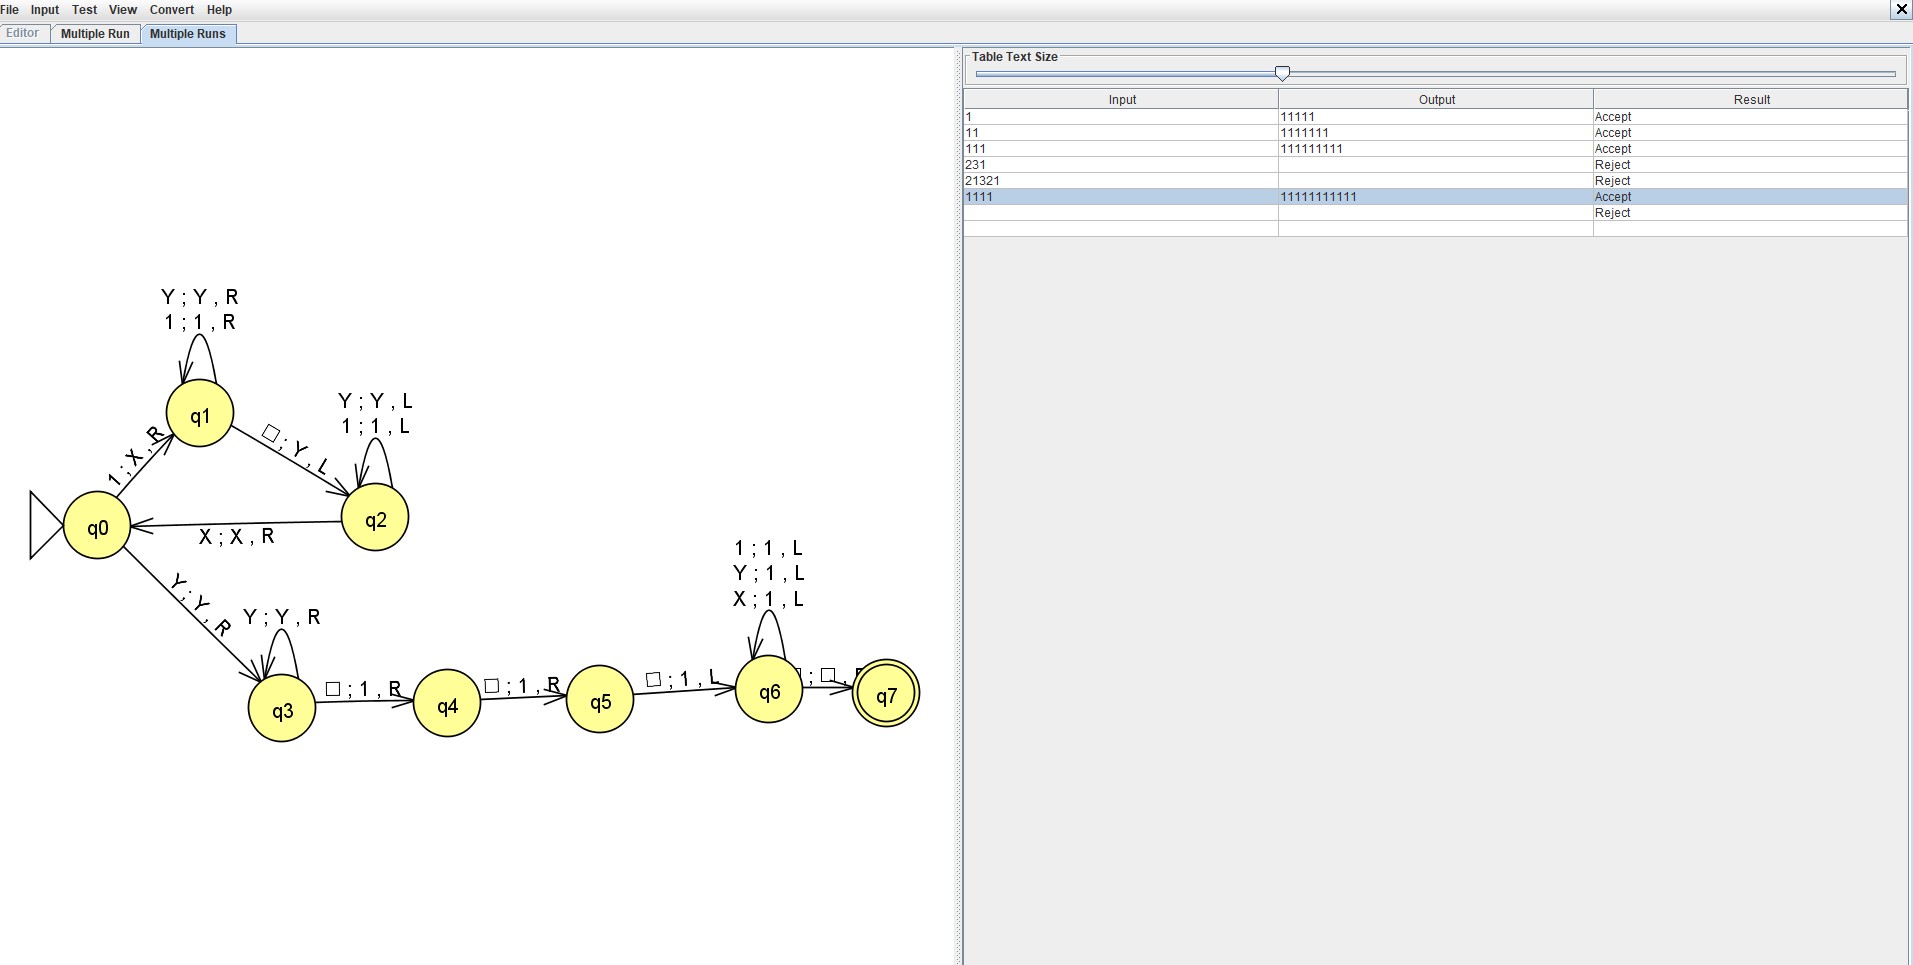 File Input Test View Convert Help
Editor Multiple Run Multiple Runs
Table Text Size
Input Output Result
1 11111 Accept
11 1111111 Accept
111 111111111 Accept
231 Reject
21321 Reject
1111 11111111111 Accept
Reject
Y ; Y , R
1 ; 1 , R
q1
1 ; X , R
□ ; Y , L
Y ; Y , L
1 ; 1 , L
q2
q0
X ; X , R
Y ; Y , R
Y ; Y , R
q3
□ ; 1 , R
q4
□ ; 1 , R
q5
□ ; 1 , L
1 ; 1 , L
Y ; 1 , L
X ; 1 , L
q6
; □ ,
q7